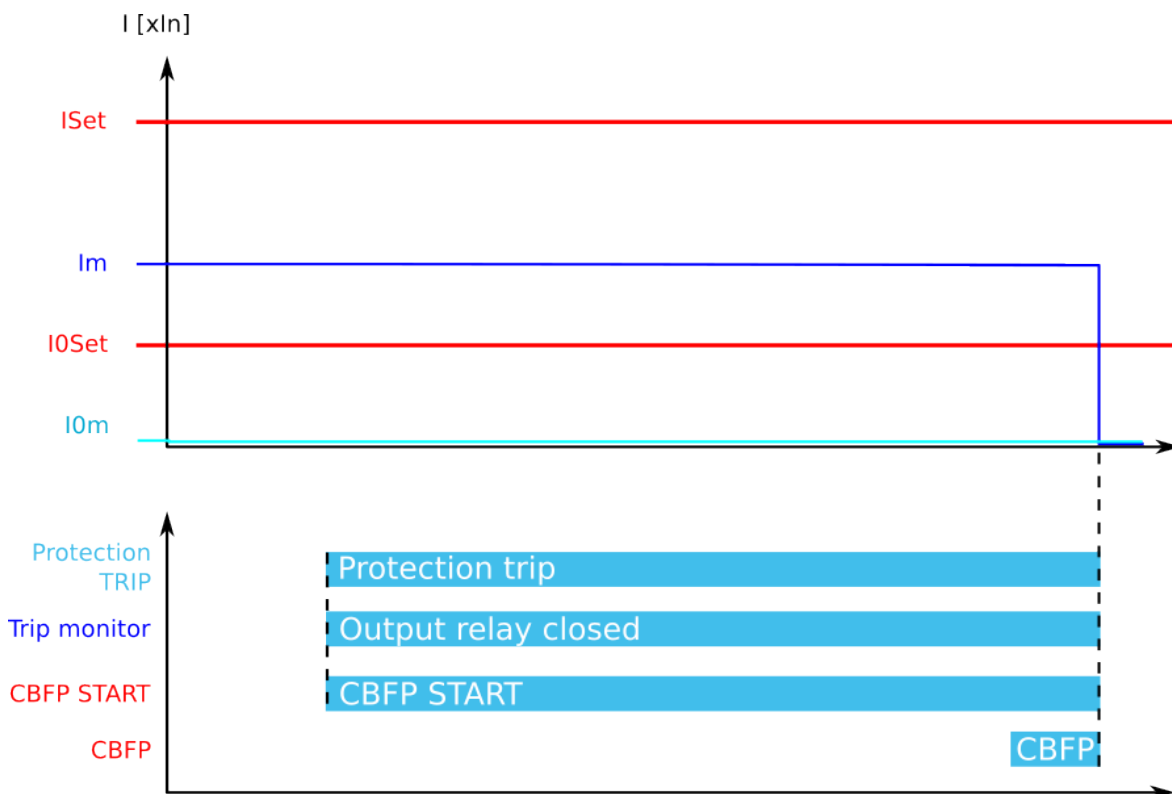 I [xIn]
ISet
Im
I0Set
I0m
Protection
TRIP
Protection trip
Trip monitor
Output relay closed
CBFP START
CBFP START
CBFP
CBFP